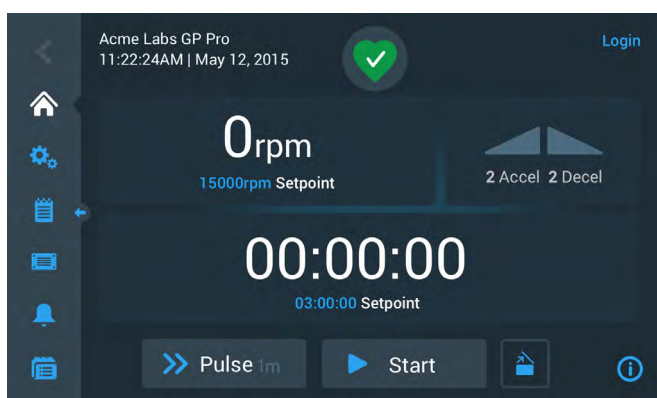 Acme Labs GP Pro
Login
11:22:24AM | May 12, 2015
0rpm
15000rpm Setpoint
2 Accel 2 Decel
00:00:00
03:00:00 Setpoint
Pulse 1m
Start